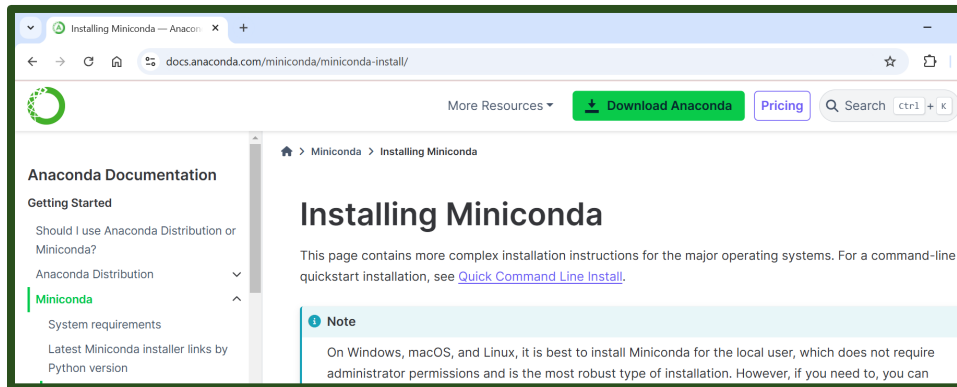 Installing Miniconda — Anacon
docs.anaconda.com/miniconda/miniconda-install/
More Resources
Download Anaconda
Pricing
Search Ctrl + K
Miniconda > Installing Miniconda
Anaconda Documentation
Getting Started
Should I use Anaconda Distribution or
Miniconda?
Anaconda Distribution
Miniconda
System requirements
Latest Miniconda installer links by
Python version
Installing Miniconda
This page contains more complex installation instructions for the major operating systems. For a command-line
quickstart installation, see Quick Command Line Install.
Note
On Windows, macOS, and Linux, it is best to install Miniconda for the local user, which does not require
administrator permissions and is the most robust type of installation. However, if you need to, you can